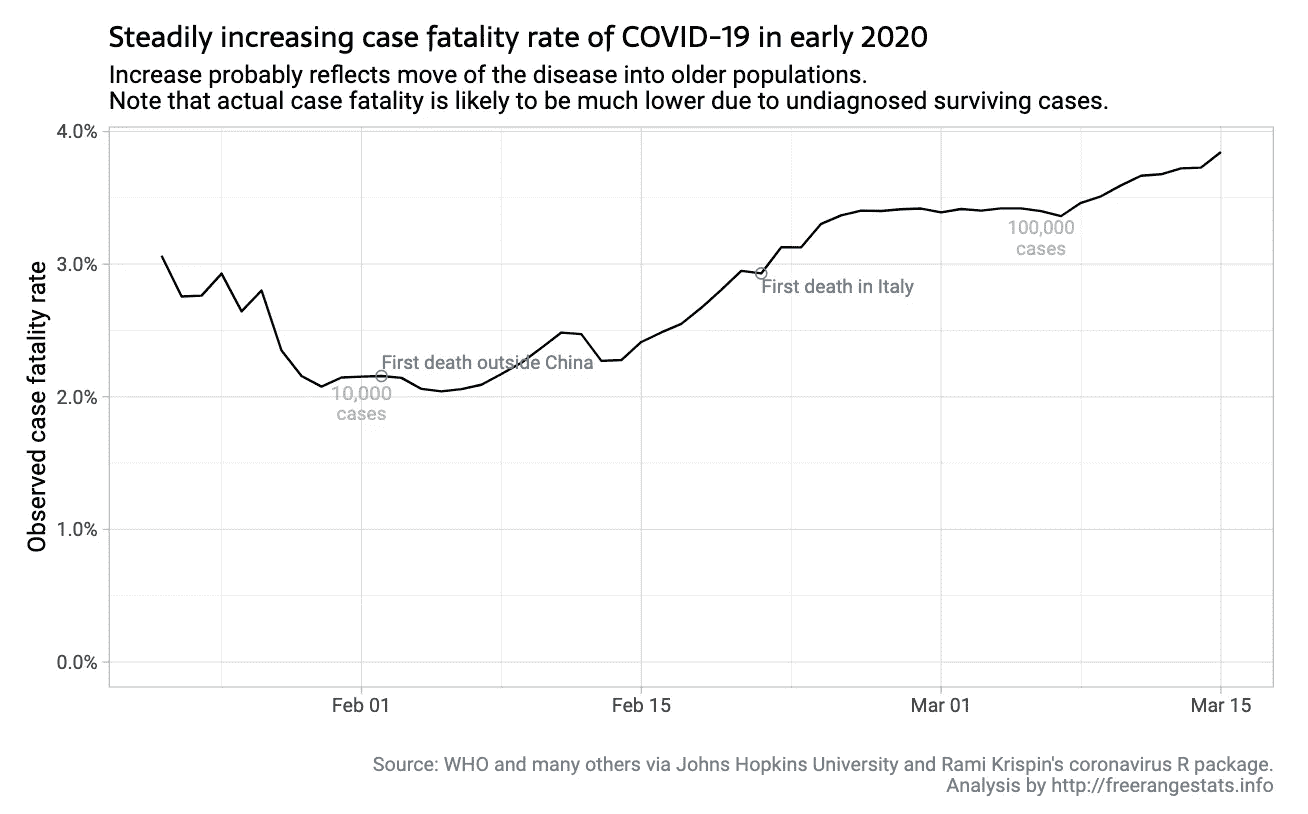 Steadily increasing case fatality rate of COVID-19 in early 2020
Increase probably reflects move of the disease into older populations.
Note that actual case fatality is likely to be much lower due to undiagnosed surviving cases.
4.0%
3.0%
2.0%
1.0%
0.0%
Observed case fatality rate
100,000
cases
First death in Italy
First death outside China
10,000
cases
Feb 01
Feb 15
Mar 01
Mar 15
Source: WHO and many others via Johns Hopkins University and Rami Krispin's coronavirus R package.
Analysis by http://freerangestats.info